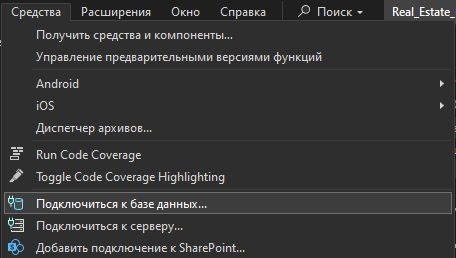 Средства Расширения Окно Справка Поиск Real_Estate_
Получить средства и компоненты...
Управление предварительными версиями функций
Android
iOS
Диспетчер архивов...
Run Code Coverage
Toggle Code Coverage Highlighting
Подключиться к базе данных...
Подключиться к серверу...
Добавить подключение к SharePoint...